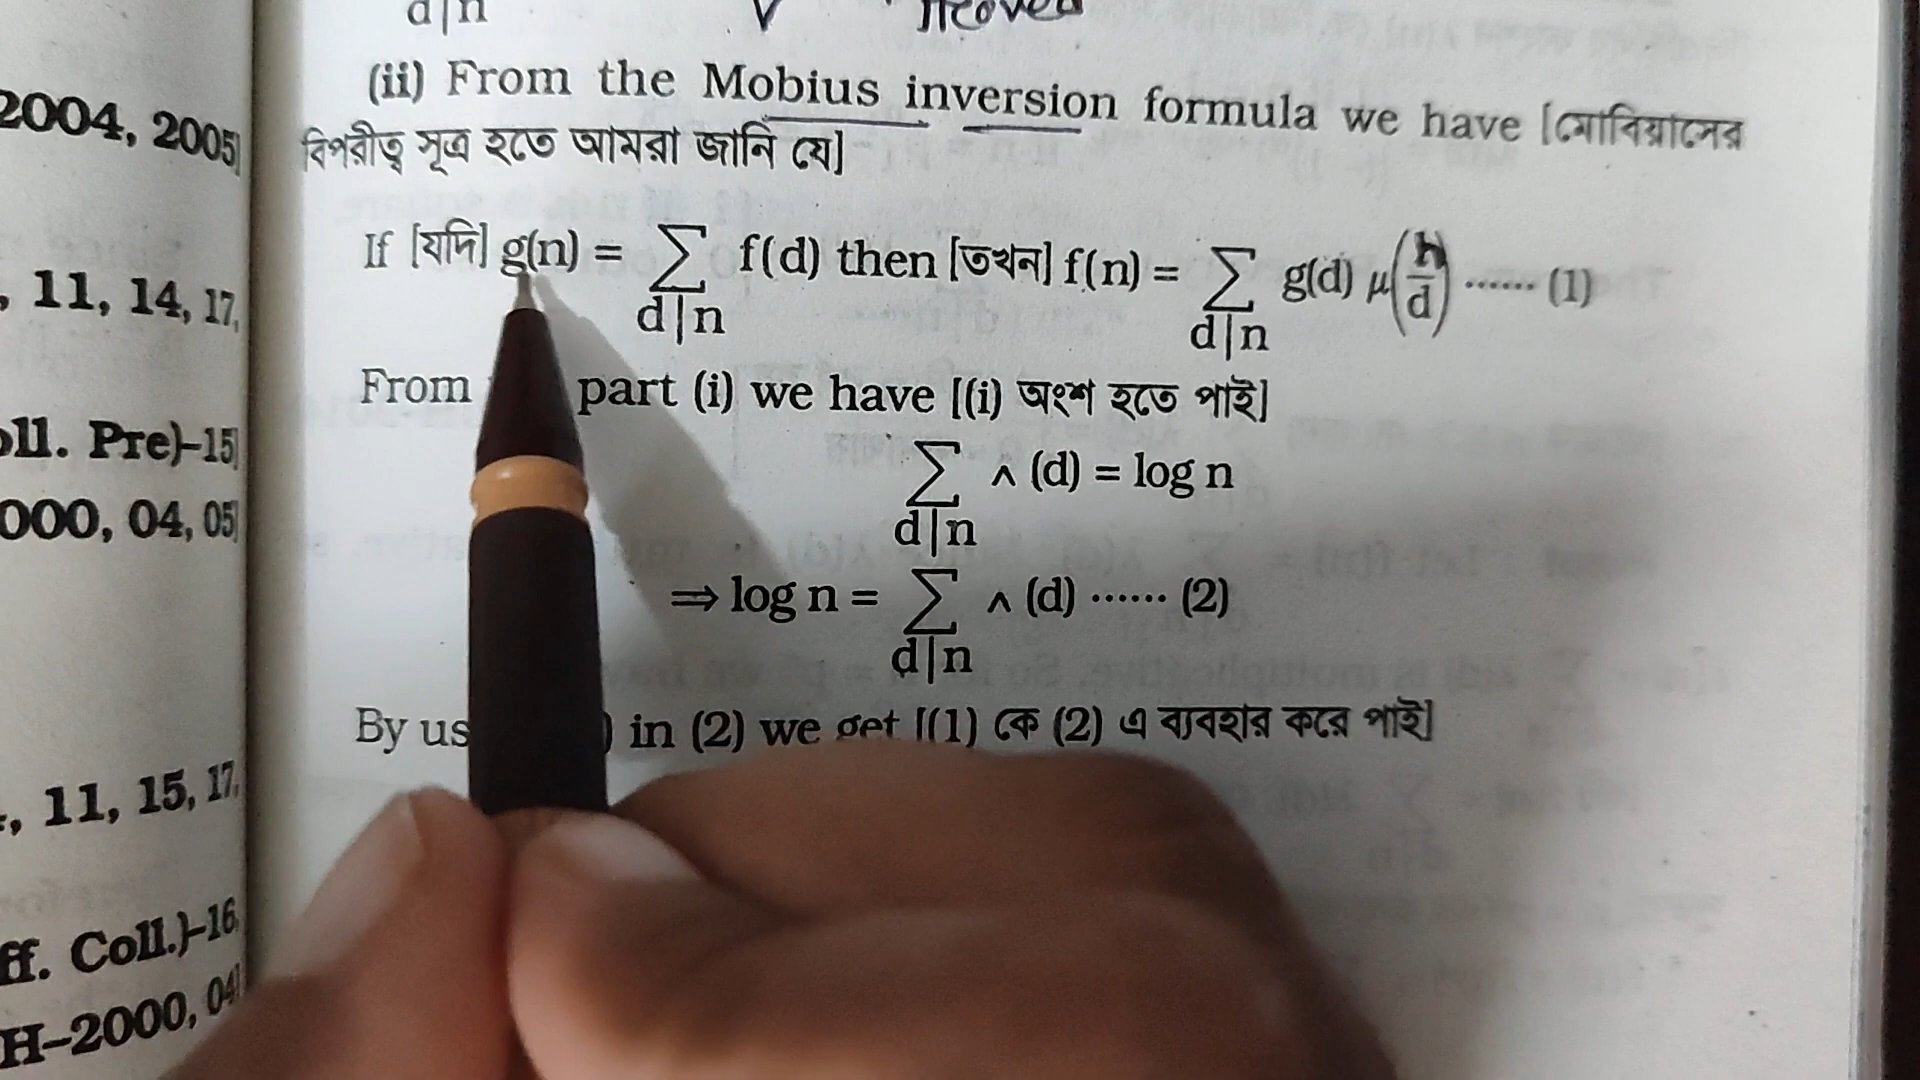 d|n
2004, 2005]
, 11, 14, 17,
oll. Pre)-15]
000, 04, 05]
, 11, 15, 17,
ff. Coll.)-16,
H-2000, 04]
(ii) From the Mobius inversion formula we have [মোবিয়াসের
বিপরীত সূত্র হতে আমরা জানি যে]
If [যদি] g(n) = ∑ f(d) then [তখন] f(n) = ∑ g(d) μ(n/d) ...... (1)
d|n d|n
From part (i) we have [(i) অংশ হতে পাই]
∑ ∧ (d) = log n
d|n
⇒ log n = ∑ ∧ (d) ...... (2)
d|n
By us ) in (2) we get [(1) কে (2) এ ব্যবহার করে পাই]